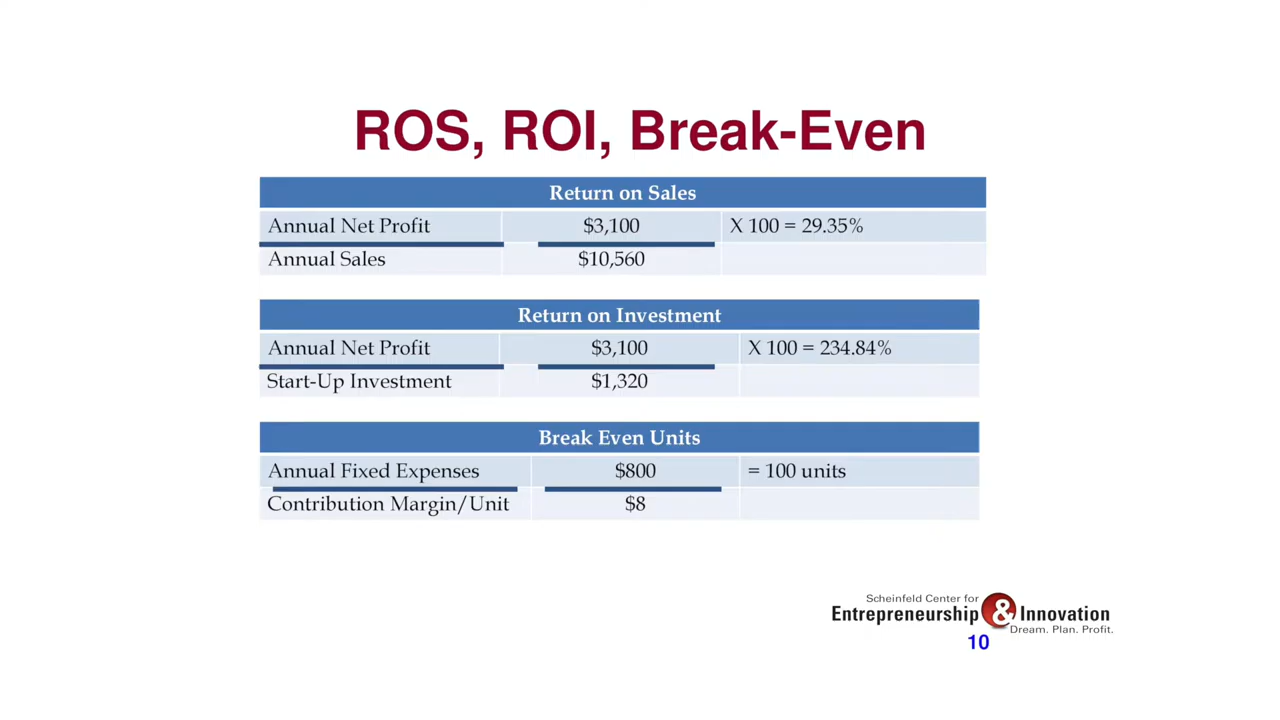 ROS, ROI, Break-Even
Return on Sales
Annual Net Profit $3,100 X 100 = 29.35%
Annual Sales $10,560
Return on Investment
Annual Net Profit $3,100 X 100 = 234.84%
Start-Up Investment $1,320
Break Even Units
Annual Fixed Expenses $800 = 100 units
Contribution Margin/Unit $8
Scheinfeld Center for
Entrepreneurship & Innovation
Dream. Plan. Profit.
10